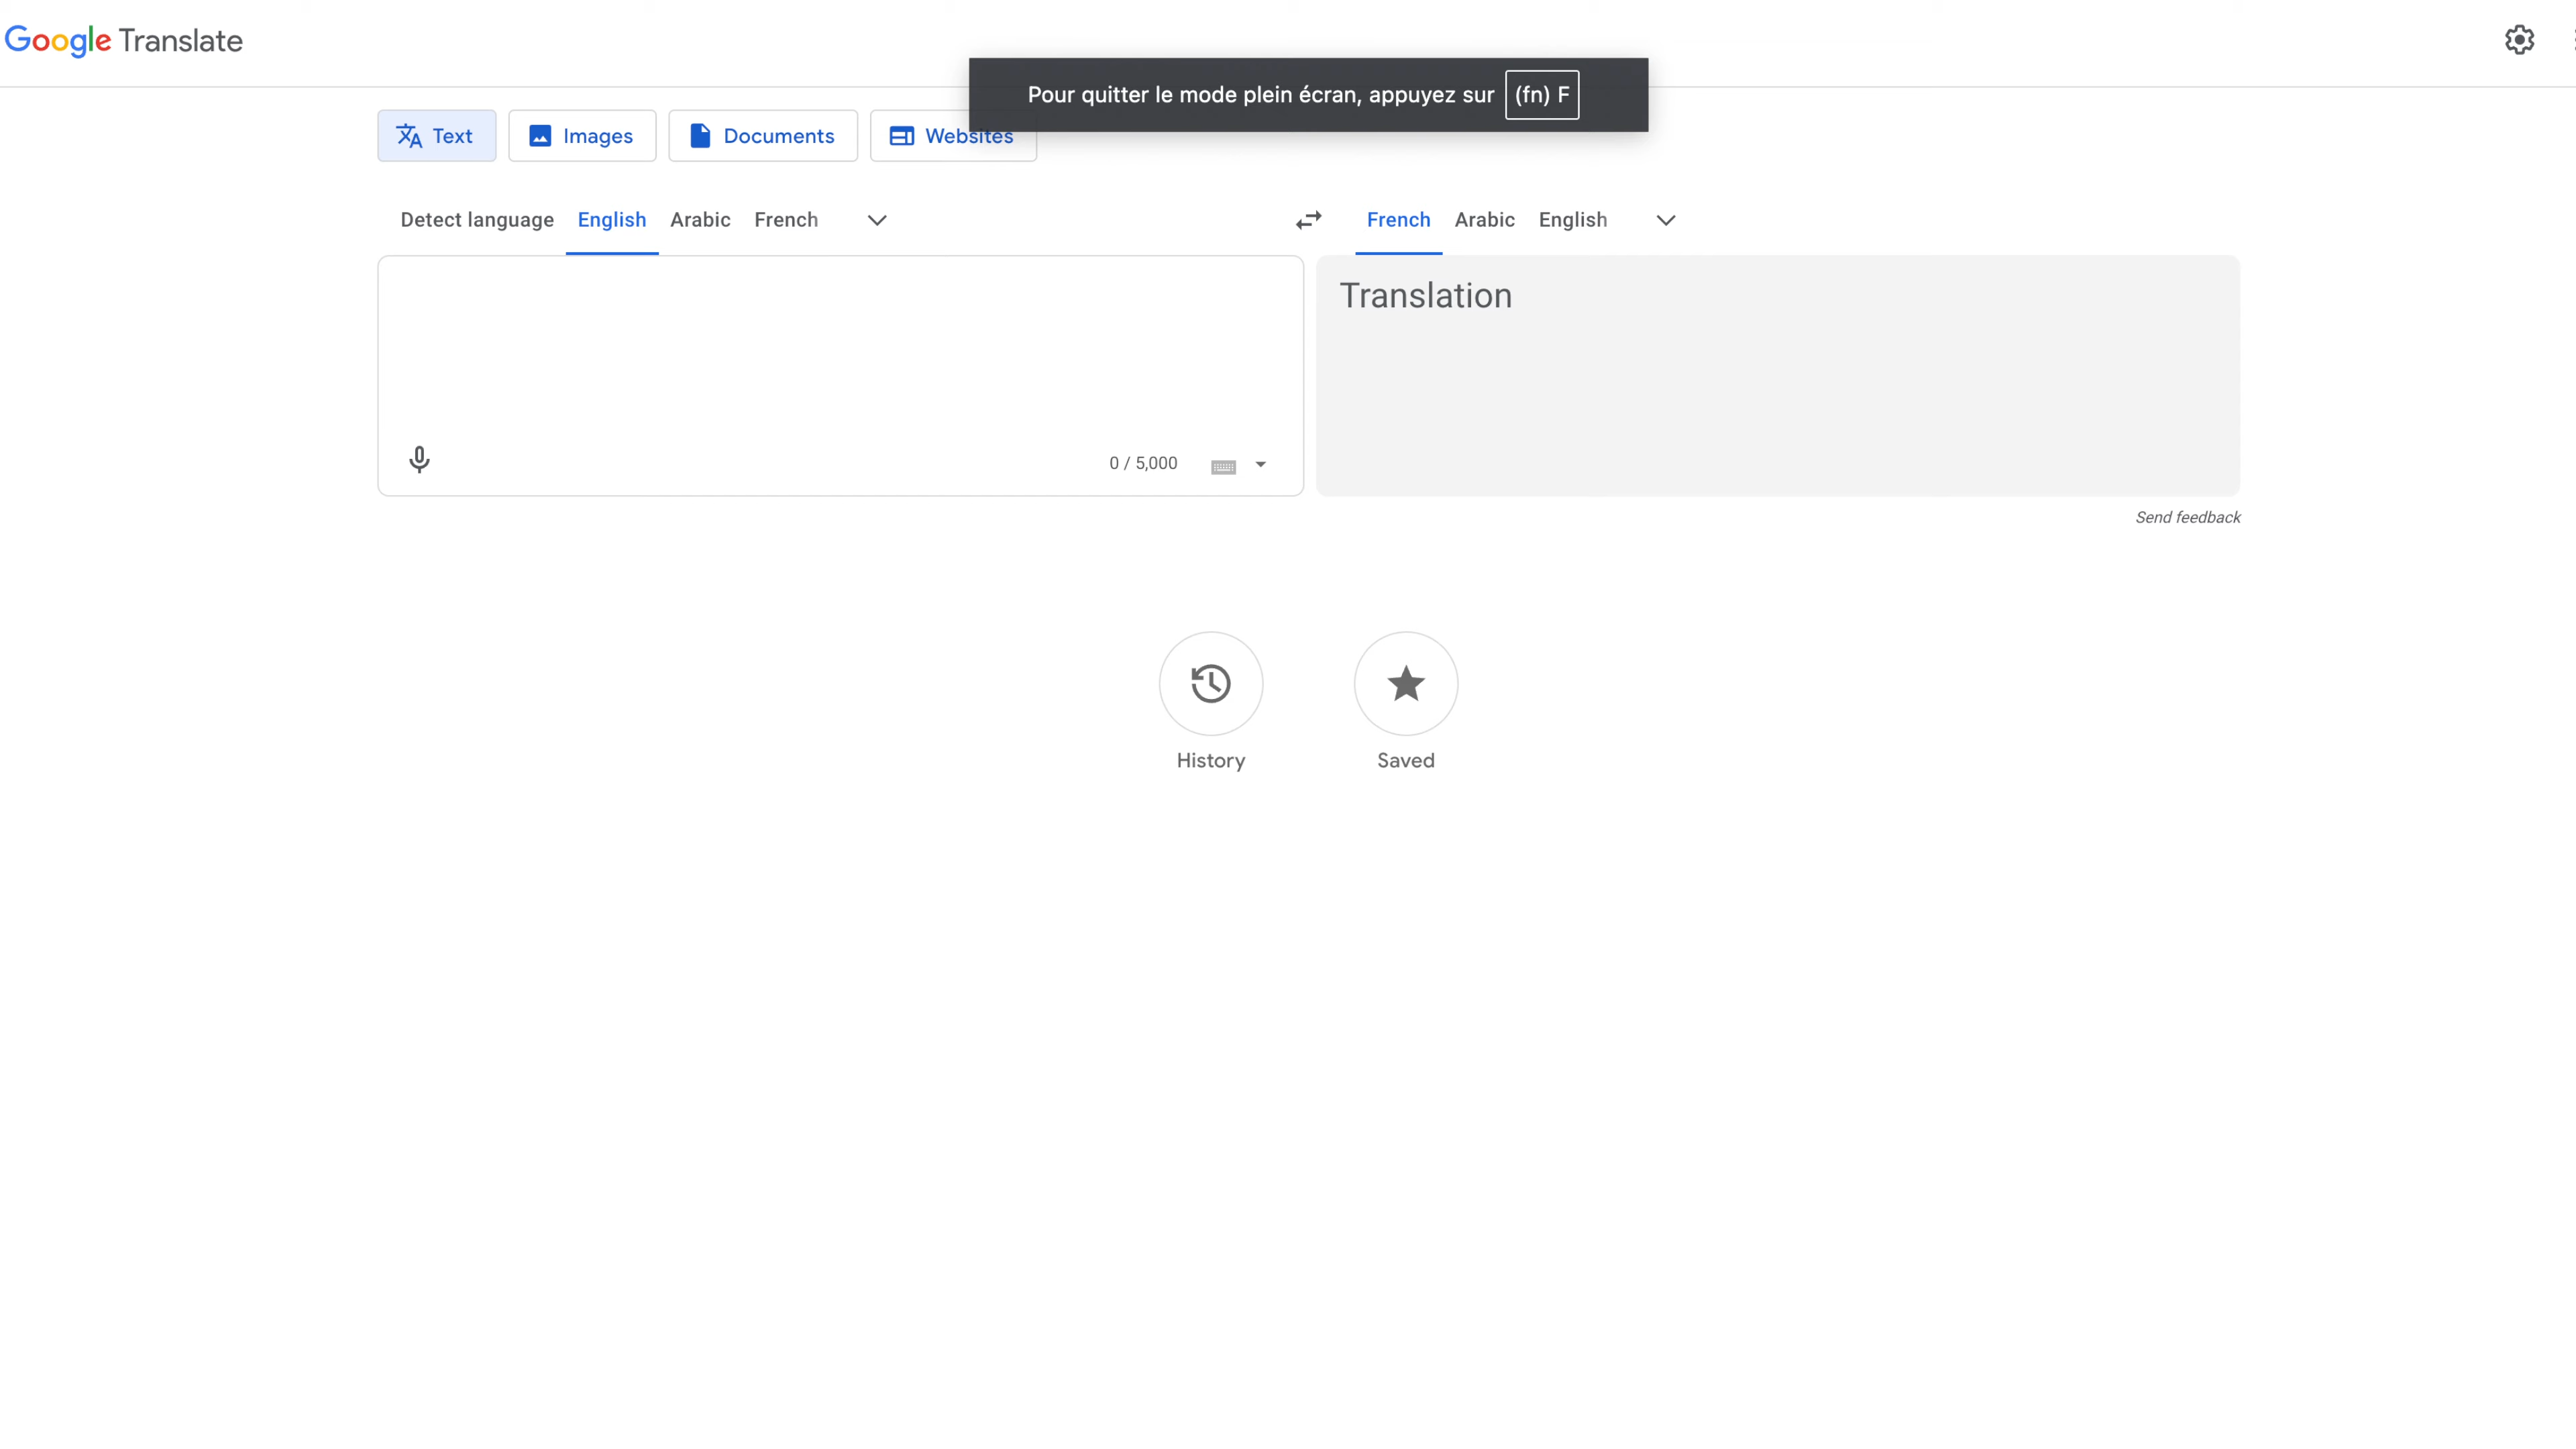 Google Translate
Pour quitter le mode plein écran, appuyez sur (fn) F
Text Images Documents Websites
Detect language English Arabic French French Arabic English
Translation
0 / 5,000
Send feedback
History Saved